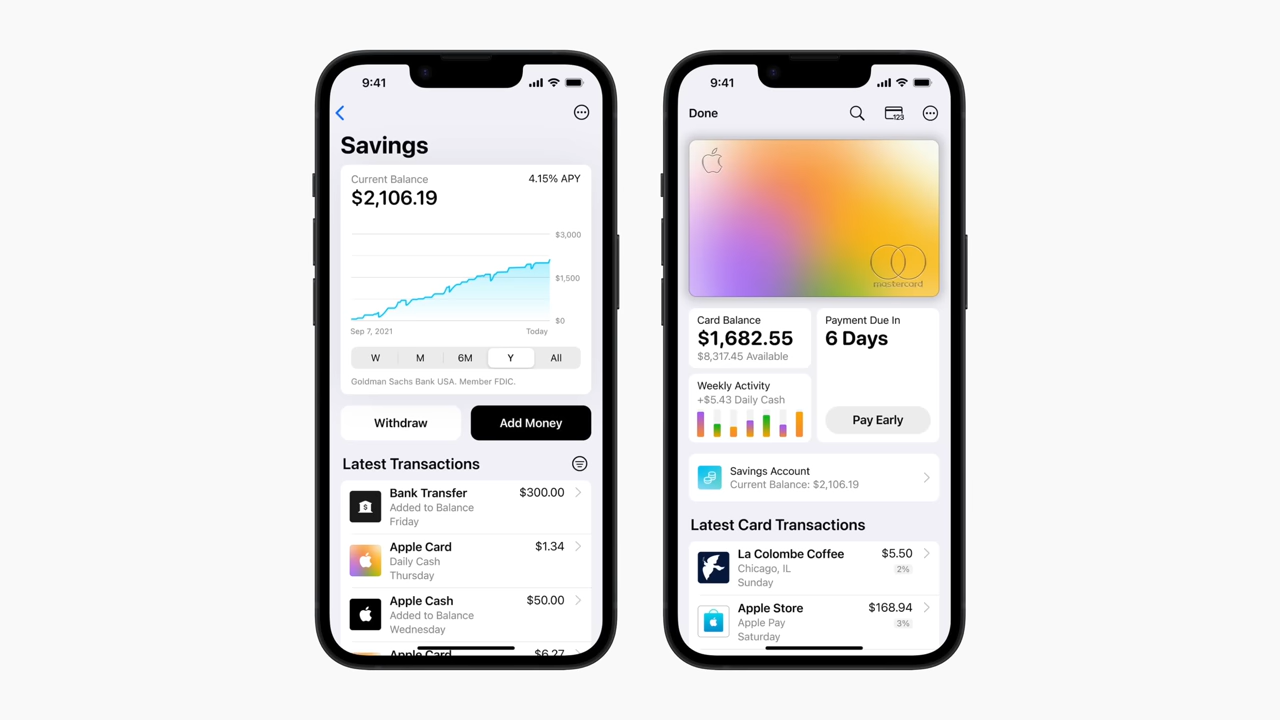 9:41
Savings
Current Balance
4.15% APY
$2,106.19
$3,000
$1,500
$0
Sep 7, 2021
Today
W M 6M Y All
Goldman Sachs Bank USA. Member FDIC.
Withdraw
Add Money
Latest Transactions
Bank Transfer $300.00
Added to Balance
Friday
Apple Card $1.34
Daily Cash
Thursday
Apple Cash $50.00
Added to Balance
Wednesday
Apple Card $6.27
9:41
Done
123
mastercard
Card Balance
$1,682.55
$8,317.45 Available
Payment Due In
6 Days
Weekly Activity
+$5.43 Daily Cash
Pay Early
Savings Account
Current Balance: $2,106.19
Latest Card Transactions
La Colombe Coffee $5.50
Chicago, IL 2%
Sunday
Apple Store $168.94
Apple Pay 3%
Saturday